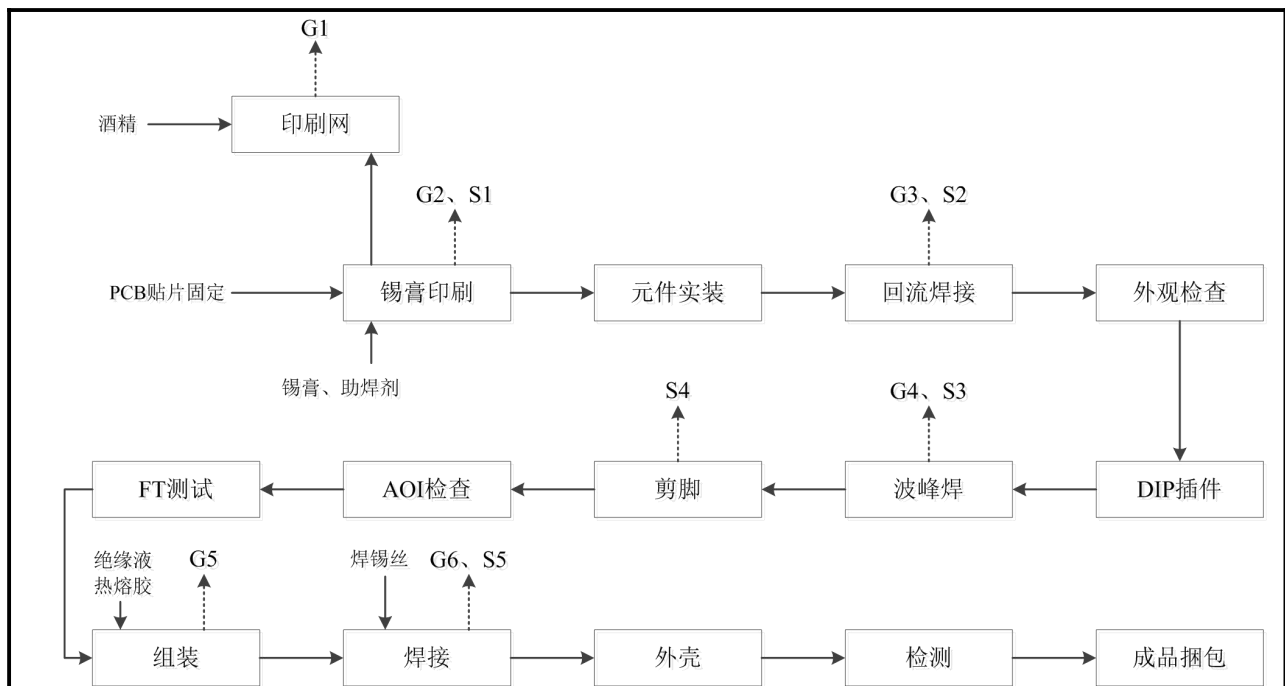 G1
酒精
印刷网
G2、S1
G3、S2
PCB贴片固定
锡膏印刷
元件实装
回流焊接
外观检查
锡膏、助焊剂
S4
G4、S3
FT测试
AOI检查
剪脚
波峰焊
DIP插件
绝缘液
热熔胶
G5
焊锡丝
G6、S5
组装
焊接
外壳
检测
成品捆包